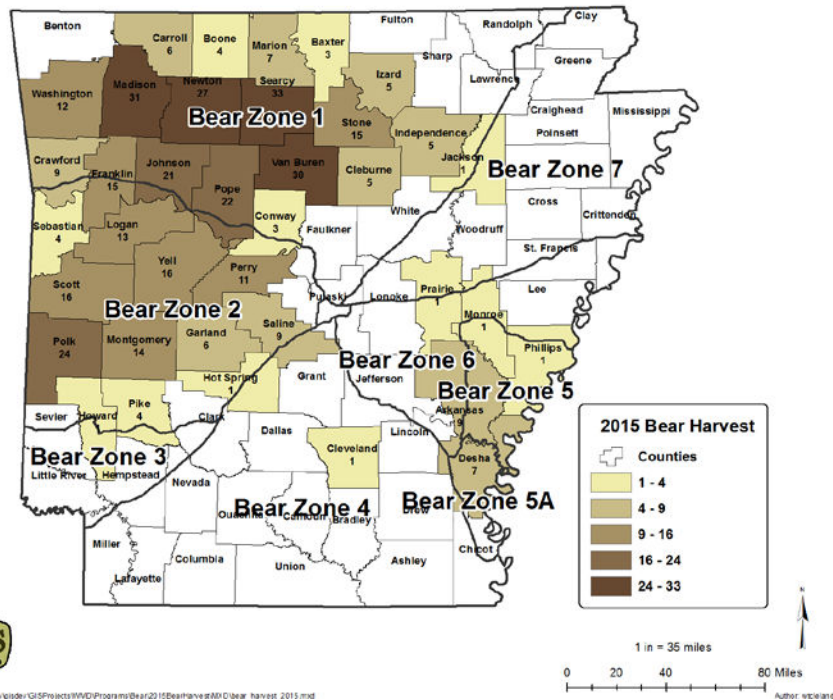 Benton
Carroll
6
Boone
4
Marion
7
Baxter
3
Fulton
Randolph
Clay
Sharp
Izard
5
Greene
Lawrence
Washington
12
Madison
31
Newton
27
Searcy
33
Bear Zone 1
Stone
15
Independence
5
Jackson
1
Craighead
Mississippi
Poinsett
Crawford
9
Franklin
15
Johnson
21
Pope
22
Van Buren
30
Cleburne
5
Bear Zone 7
Cross
Crittenden
Sebastian
4
Logan
13
Conway
3
Faulkner
White
Woodruff
St. Francis
Scott
16
Yell
16
Perry
11
Pulaski
Lonoke
Prairie
1
Monroe
1
Lee
Phillips
1
Bear Zone 2
Polk
24
Montgomery
14
Garland
6
Saline
9
Hot Spring
1
Grant
Jefferson
Bear Zone 6
Bear Zone 5
Arkansas
9
Sevier
Howard
Pike
4
Clark
Dallas
Cleveland
1
Lincoln
Desha
7
Bear Zone 3
Little River
Hempstead
Nevada
Bear Zone 4
Ouachita
Calhoun
Bradley
Bear Zone 5A
Drew
Miller
Lafayette
Columbia
Union
Ashley
Chicot
2015 Bear Harvest
Counties
1 - 4
4 - 9
9 - 16
16 - 24
24 - 33
N
1 in = 35 miles
0 20 40 80 Miles